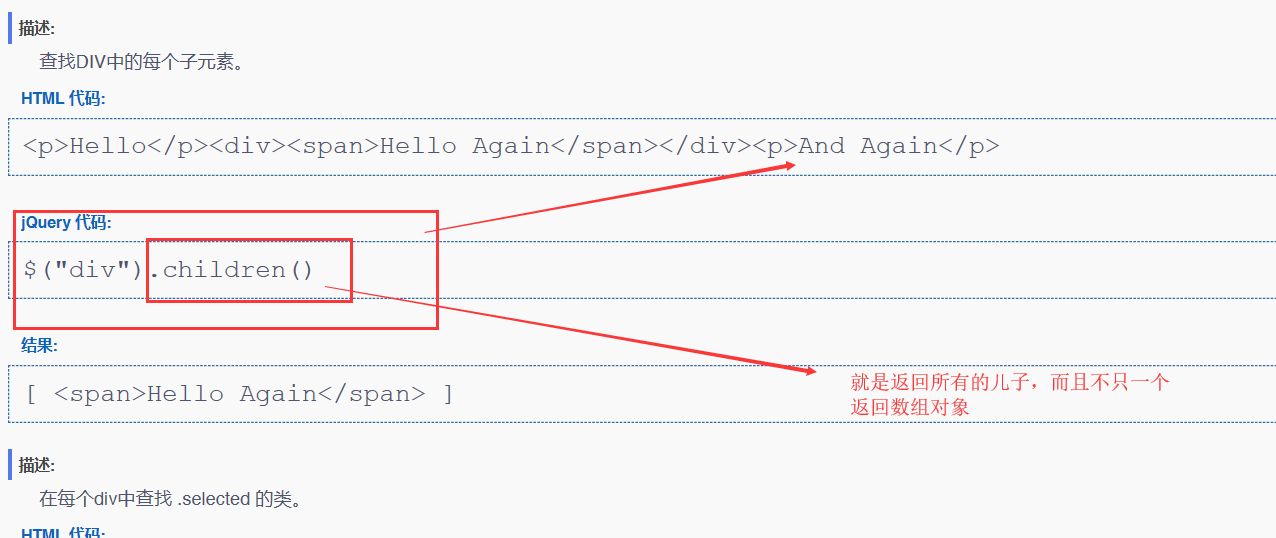 描述:
查找DIV中的每个子元素。
HTML 代码:
<p>Hello</p><div><span>Hello Again</span></div><p>And Again</p>
jQuery 代码:
$("div").children()
结果:
[ <span>Hello Again</span> ]
就是返回所有的儿子，而且不只一个
返回数组对象
描述:
在每个div中查找 .selected 的类。
HTML 代码: